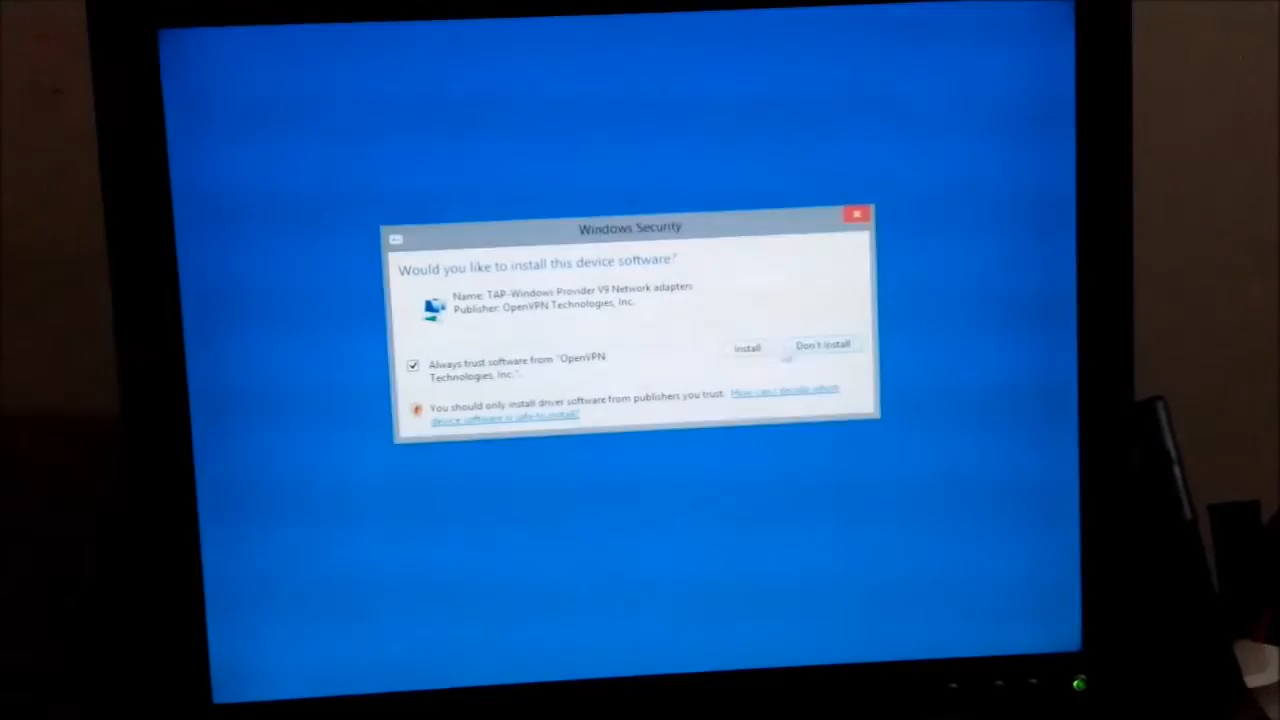 Windows Security
Would you like to install this device software?
Name: TAP-Windows Provider V9 Network adapters
Publisher: OpenVPN Technologies, Inc.
Always trust software from "OpenVPN
Technologies, Inc.".
Install
Don't Install
You should only install driver software from publishers you trust. How can I decide which
device software is safe to install?